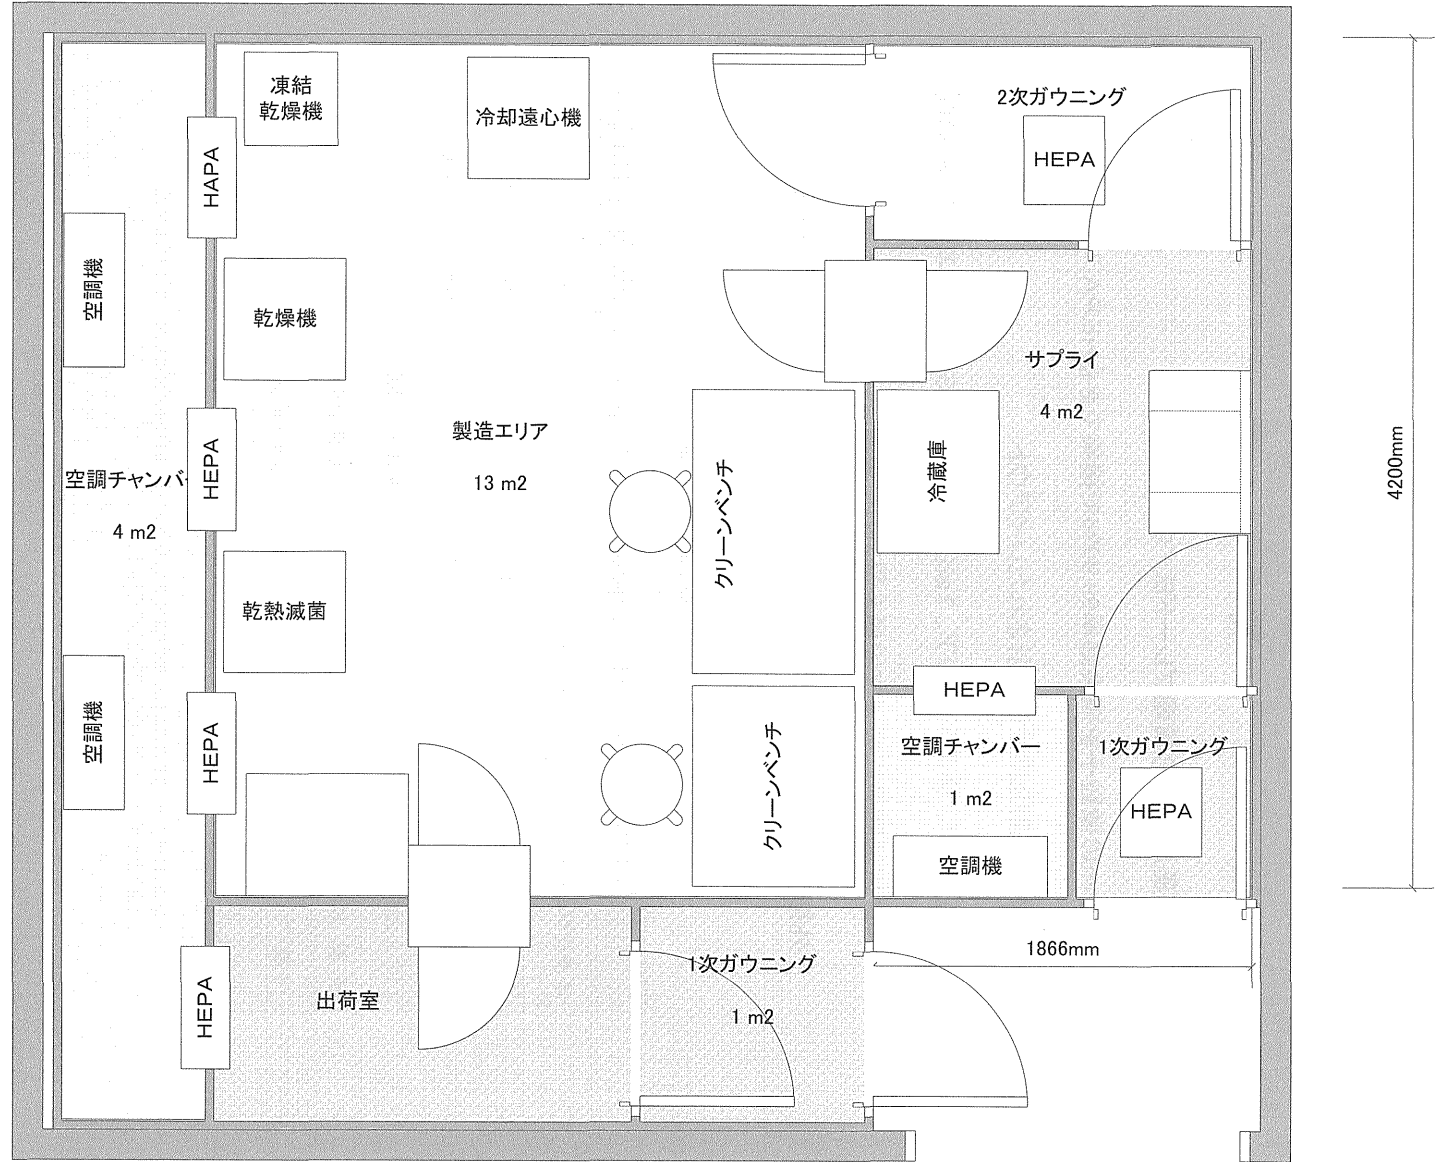 凍結
乾燥機
冷却遠心機
2次ガウニング
HEPA
HAPA
空調機
乾燥機
サプライ
4 m2
製造エリア
13 m2
空調チャンバ
4 m2
HEPA
クリーンベンチ
冷蔵庫
4200mm
乾熱滅菌
HEPA
空調機
HEPA
クリーンベンチ
空調チャンバー
1 m2
空調機
1次ガウニング
HEPA
1866mm
1次ガウニング
1 m2
出荷室
HEPA